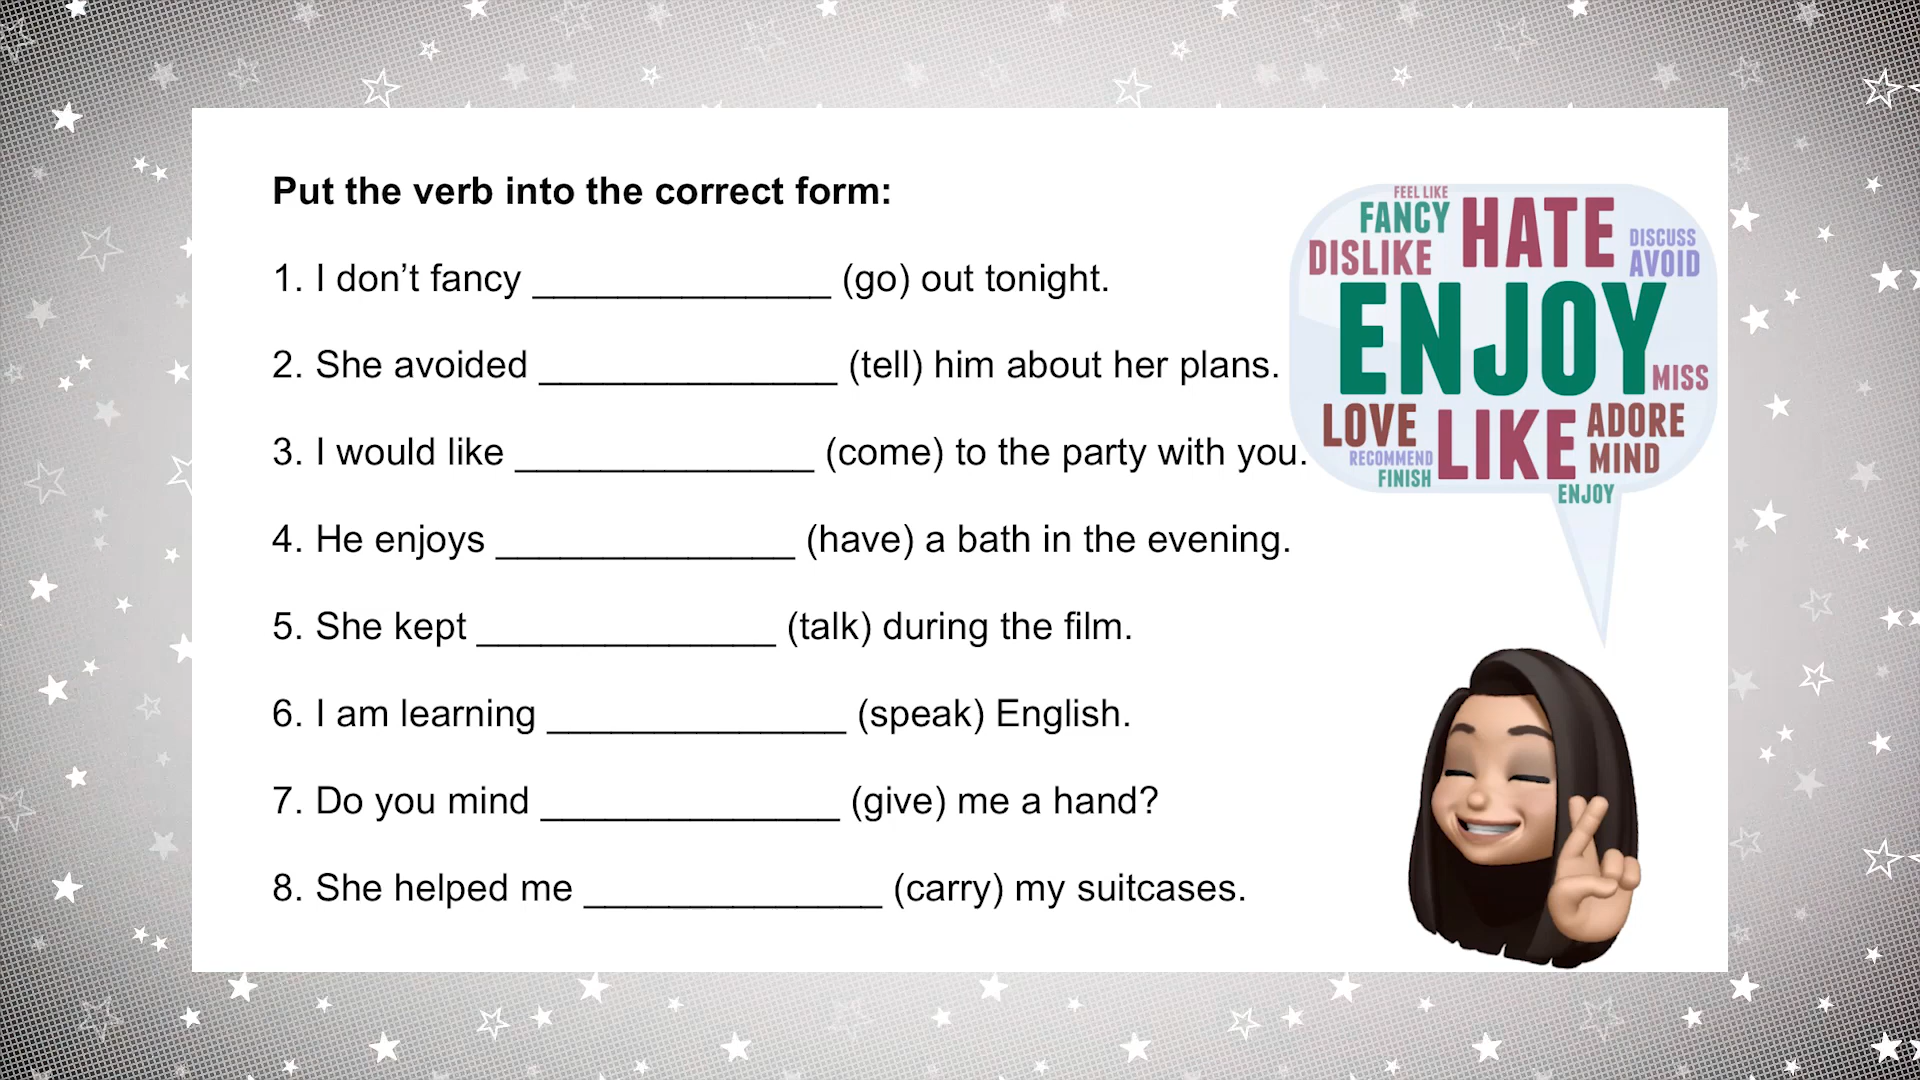 Put the verb into the correct form:
1. I don’t fancy ______________ (go) out tonight.
2. She avoided ______________ (tell) him about her plans.
3. I would like ______________ (come) to the party with you.
4. He enjoys ______________ (have) a bath in the evening.
5. She kept ______________ (talk) during the film.
6. I am learning ______________ (speak) English.
7. Do you mind ______________ (give) me a hand?
8. She helped me ______________ (carry) my suitcases.
FEEL LIKE
FANCY
HATE
DISLIKE
DISCUSS
AVOID
ENJOY
MISS
LOVE
LIKE
ADORE
MIND
RECOMMEND
FINISH
ENJOY